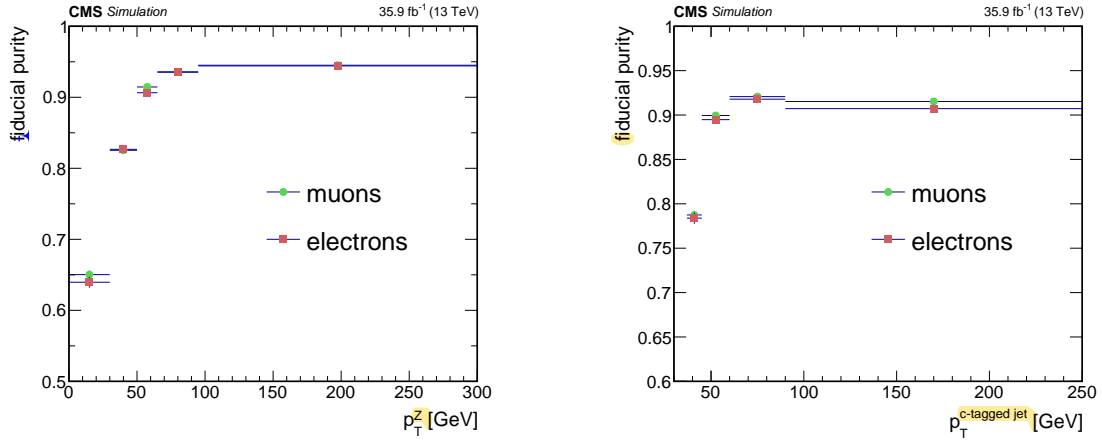 CMS Simulation 35.9 fb⁻¹ (13 TeV)
fiducial purity
1
0.9
0.8
0.7
0.6
0.5
muons
electrons
0 50 100 150 200 250 300
p_T^Z [GeV]
CMS Simulation 35.9 fb⁻¹ (13 TeV)
fiducial purity
1
0.95
0.9
0.85
0.8
0.75
0.7
0.65
0.6
muons
electrons
50 100 150 200 250
p_T^c-tagged jet [GeV]